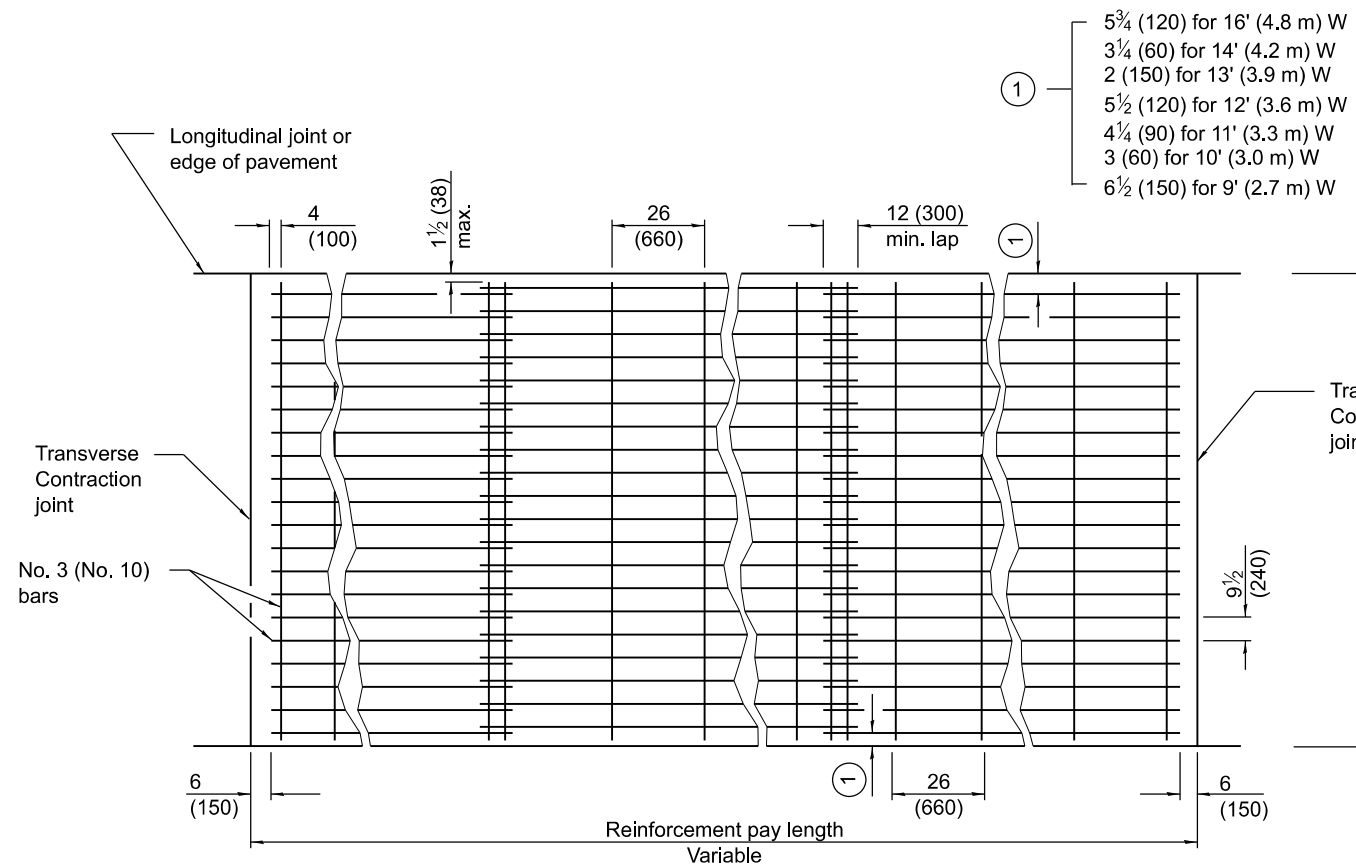 5¾ (120) for 16' (4.8 m) W
3¼ (60) for 14' (4.2 m) W
2 (150) for 13' (3.9 m) W
5½ (120) for 12' (3.6 m) W
4¼ (90) for 11' (3.3 m) W
3 (60) for 10' (3.0 m) W
6½ (150) for 9' (2.7 m) W
1
Longitudinal joint or
edge of pavement
4
(100)
1½ (38)
max.
26
(660)
12 (300)
min. lap
1
Transverse
Contraction
joint
Tra
Co
join
No. 3 (No. 10)
bars
9½
(240)
6
(150)
1
26
(660)
6
(150)
Reinforcement pay length
Variable